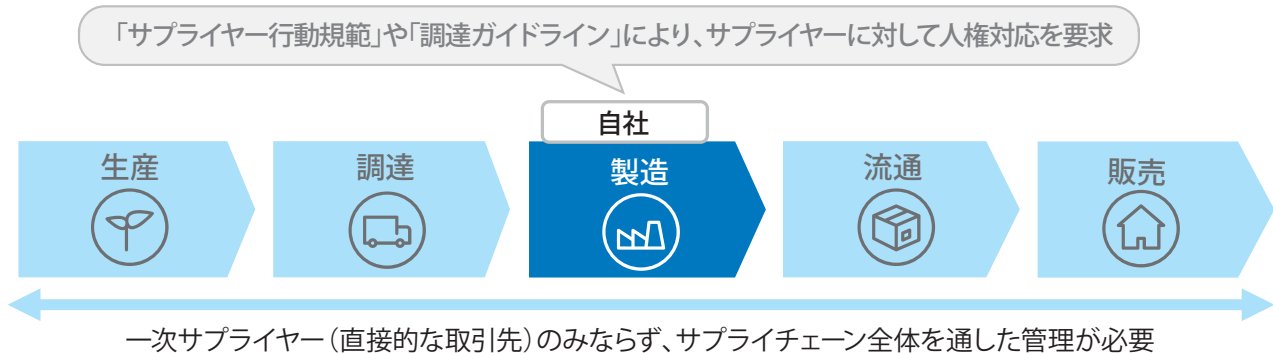 「サプライヤー行動規範」や「調達ガイドライン」により、サプライヤーに対して人権対応を要求
自社
生産
調達
製造
流通
販売
一次サプライヤー（直接的な取引先）のみならず、サプライチェーン全体を通した管理が必要